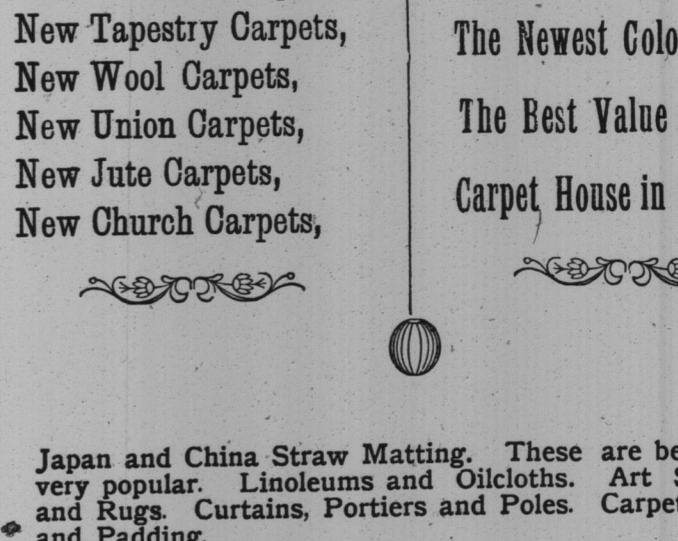 New Tapestry Carpets,
New Wool Carpets,
New Union Carpets,
New Jute Carpets,
New Church Carpets,
The Newest
The Best Value
Carpet House in
Japan and China Straw Matting. These are
very popular. Linoleums and Oilcloths. Art
and Rugs. Curtains, Portiers and Poles.
and Padding.